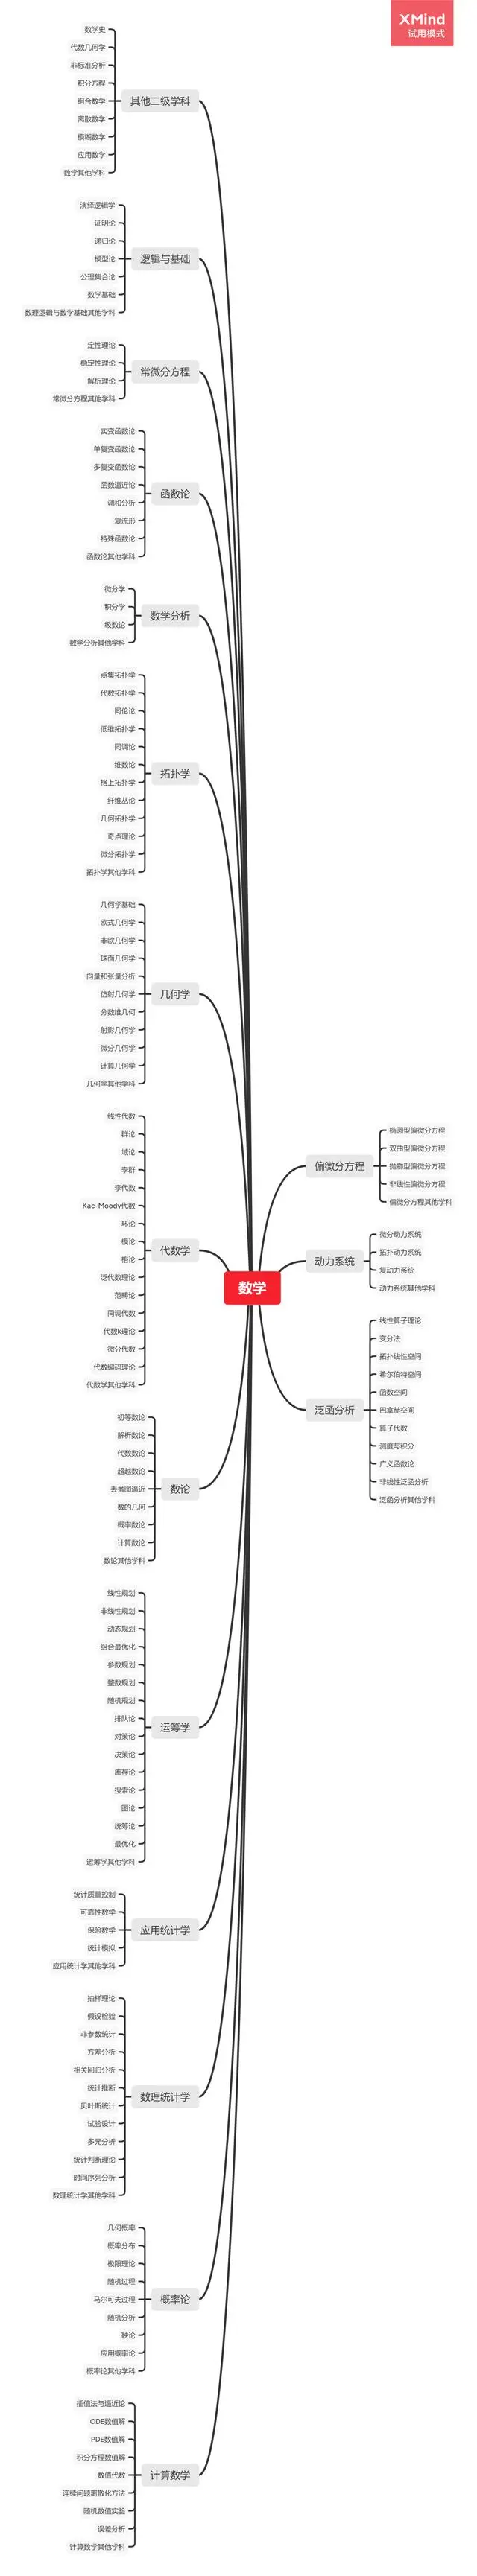 XMind
试用模式
数学史
代数几何学
非标准分析
积分方程
组合数学
离散数学
模糊数学
应用数学
数学其他学科
其他二级学科
演绎逻辑学
证明论
递归论
模型论
公理集合论
数学基础
数理逻辑与数学基础其他学科
逻辑与基础
定性理论
稳定性理论
解析理论
常微分方程其他学科
常微分方程
实变函数论
单复变函数论
多复变函数论
函数逼近论
调和分析
复流形
特殊函数论
函数论其他学科
函数论
微分学
积分学
级数论
数学分析其他学科
数学分析
点集拓扑学
代数拓扑学
同伦论
低维拓扑学
同调论
维数论
格上拓扑学
纤维丛论
几何拓扑学
奇点理论
微分拓扑学
拓扑学其他学科
拓扑学
几何学基础
欧式几何学
非欧几何学
球面几何学
向量和张量分析
仿射几何学
分数维几何
射影几何学
微分几何学
计算几何学
几何学其他学科
几何学
线性代数
群论
域论
李群
李代数
Kac-Moody代数
环论
模论
格论
泛代数理论
范畴论
同调代数
代数k理论
微分代数
代数编码理论
代数学其他学科
代数学
初等数论
解析数论
代数数论
超越数论
丢番图逼近
数的几何
概率数论
计算数论
数论其他学科
数论
线性规划
非线性规划
动态规划
组合最优化
参数规划
整数规划
随机规划
排队论
对策论
决策论
库存论
搜索论
图论
统筹论
最优化
运筹学其他学科
运筹学
统计质量控制
可靠性数学
保险数学
统计模拟
应用统计学其他学科
应用统计学
抽样理论
假设检验
非参数统计
方差分析
相关回归分析
统计推断
贝叶斯统计
试验设计
多元分析
统计判断理论
时间序列分析
数理统计学其他学科
数理统计学
几何概率
概率分布
极限理论
随机过程
马尔可夫过程
随机分析
鞅论
应用概率论
概率论其他学科
概率论
插值法与逼近论
ODE数值解
PDE数值解
积分方程数值解
数值代数
连续问题离散化方法
随机数值实验
误差分析
计算数学其他学科
计算数学
数学
偏微分方程
椭圆型偏微分方程
双曲型偏微分方程
抛物型偏微分方程
非线性偏微分方程
偏微分方程其他学科
动力系统
微分动力系统
拓扑动力系统
复动力系统
动力系统其他学科
泛函分析
线性算子理论
变分法
拓扑线性空间
希尔伯特空间
函数空间
巴拿赫空间
算子代数
测度与积分
广义函数论
非线性泛函分析
泛函分析其他学科